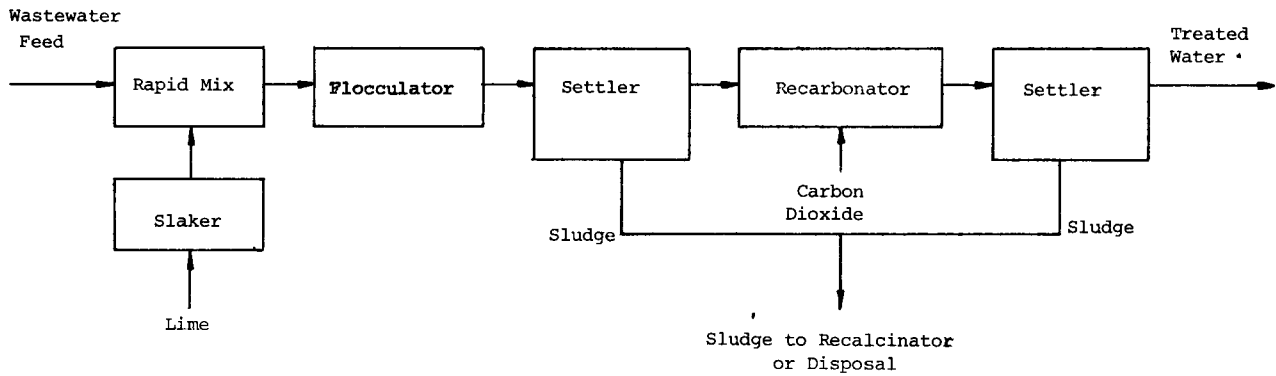 Wastewater
Feed
Treated
Water
Rapid Mix
Flocculator
Settler
Recarbonator
Settler
Slaker
Carbon
Dioxide
Sludge
Sludge
Lime
Sludge to Recalcinator
or Disposal